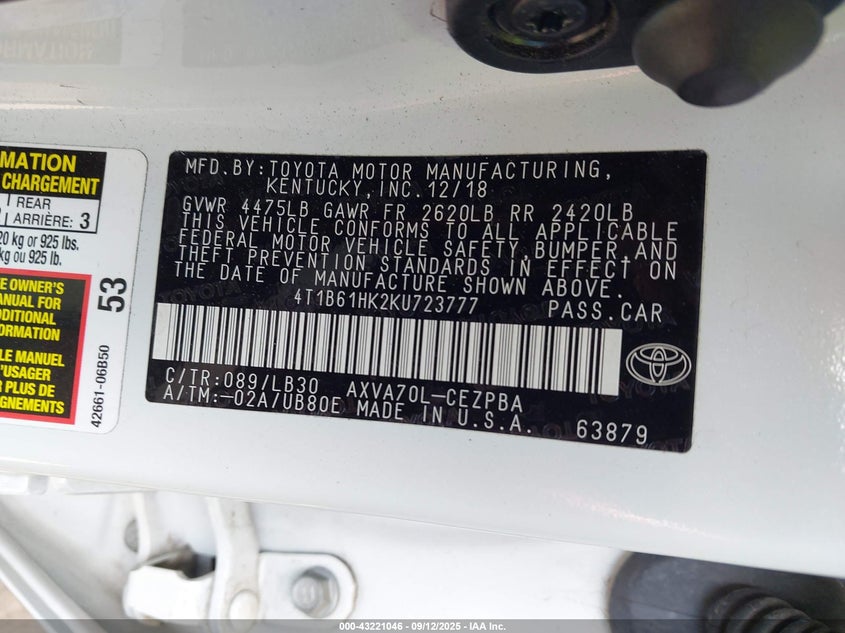 MATION
CHARGEMENT
REAR
ARRIÈRE: 3
20 kg or 925 lbs.
kg ou 925 lb.
E OWNER'S
ANUAL FOR
ADDITIONAL
FORMATION
LE MANUEL
'USAGER
R PLUS DE
IGNEMENTS
53
42661-06B50
MFD.BY:TOYOTA MOTOR MANUFACTURING,
KENTUCKY,INC.12/18
GVWR 4475LB GAWR FR 2620LB RR 2420LB
THIS VEHICLE CONFORMS TO ALL APPLICABLE
FEDERAL MOTOR VEHICLE SAFETY,BUMPER,AND
THEFT PREVENTION STANDARDS IN EFFECT ON
THE DATE OF MANUFACTURE SHOWN ABOVE.
4T1B61HK2KU723777 PASS.CAR
C/TR:089/LB30 AXVA70L-CEZPBA
A/TM:-02A/UB80E MADE IN U.S.A.
63879
000-43221046 - 09/12/2025 - IAA Inc.